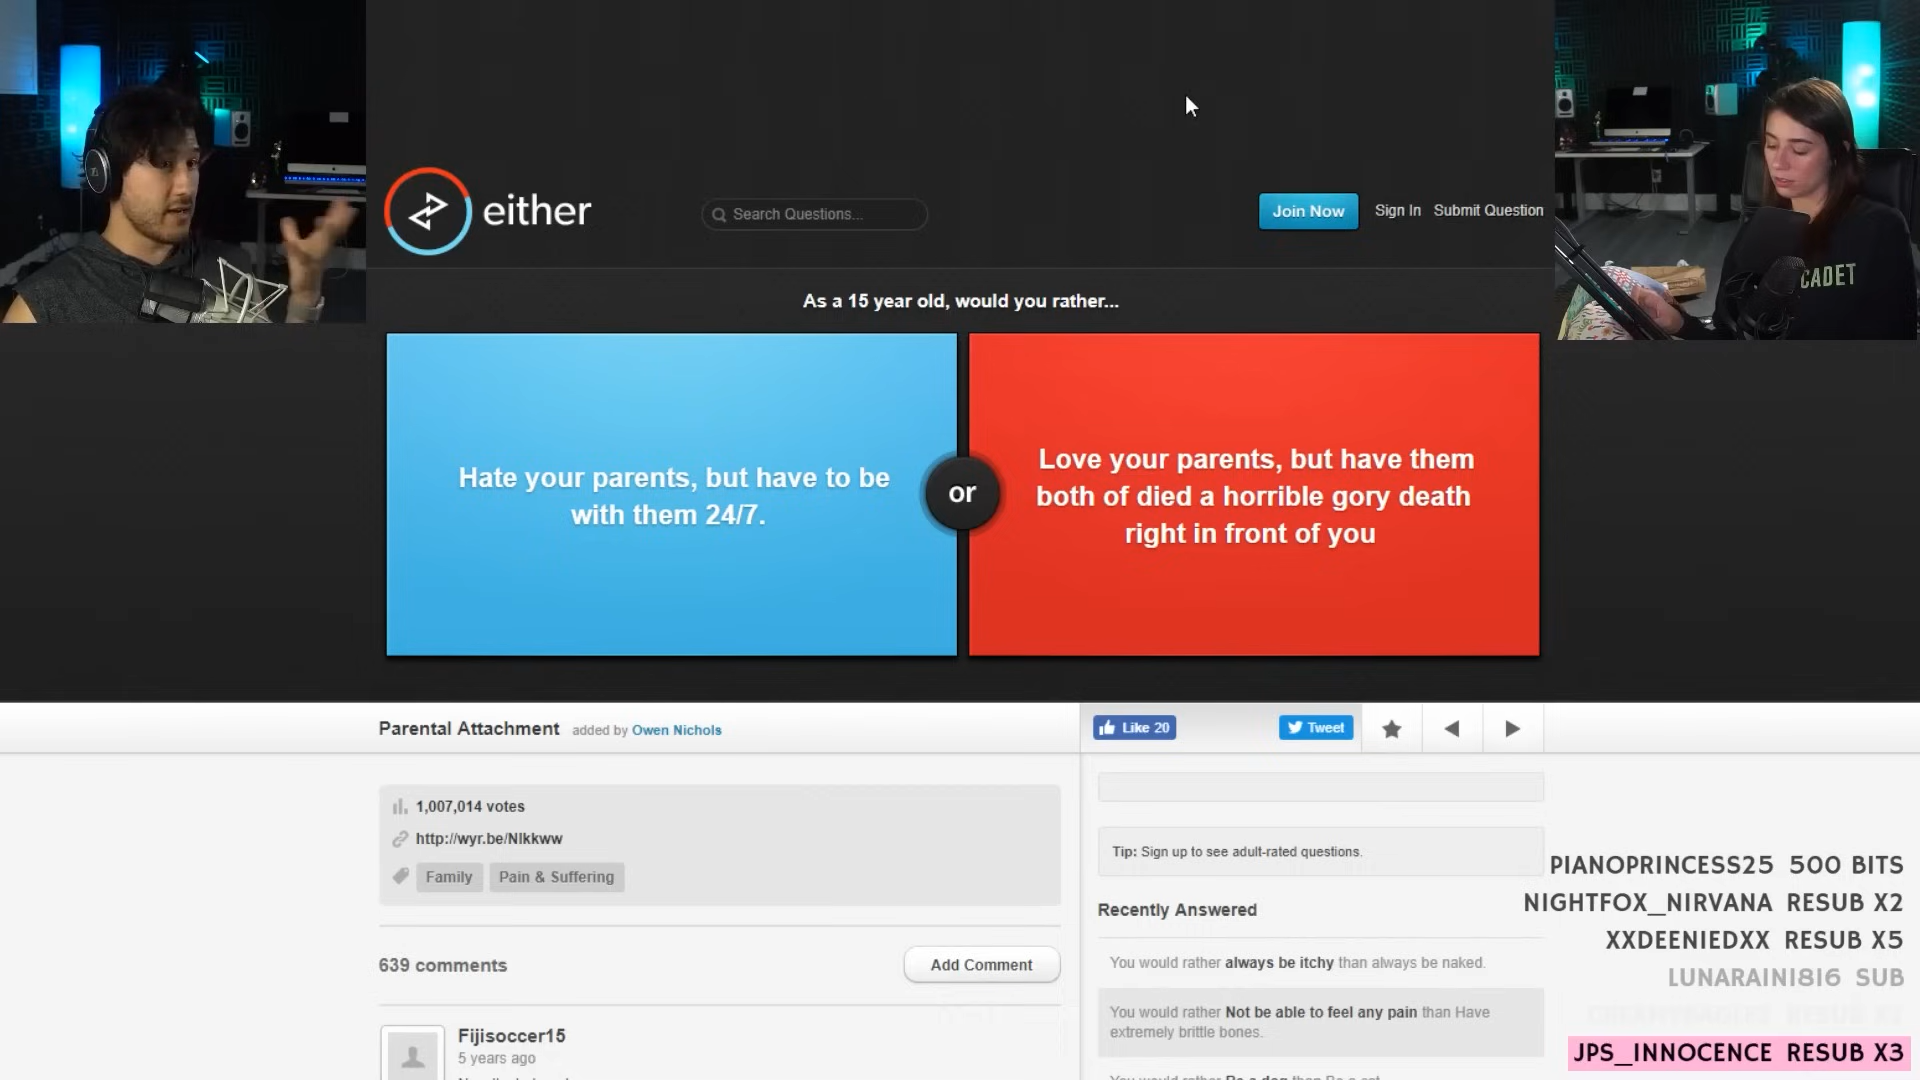 either
Search Questions...
Join Now
Sign In
Submit Question
CADET
As a 15 year old, would you rather...
Hate your parents, but have to be
with them 24/7.
or
Love your parents, but have them
both of died a horrible gory death
right in front of you
Parental Attachment added by Owen Nichols
Like 20
Tweet
1,007,014 votes
http://wyr.be/NIkkww
Family
Pain & Suffering
Tip: Sign up to see adult-rated questions.
639 comments
Add Comment
Fijisoccer15
5 years ago
Recently Answered
You would rather always be itchy than always be naked.
You would rather Not be able to feel any pain than Have
extremely brittle bones.
PIANOPRINCESS25 500 BITS
NIGHTFOX_NIRVANA RESUB X2
XXDEENIEDXX RESUB X5
LUNARAIN1816 SUB
JPS_INNOCENCE RESUB X3